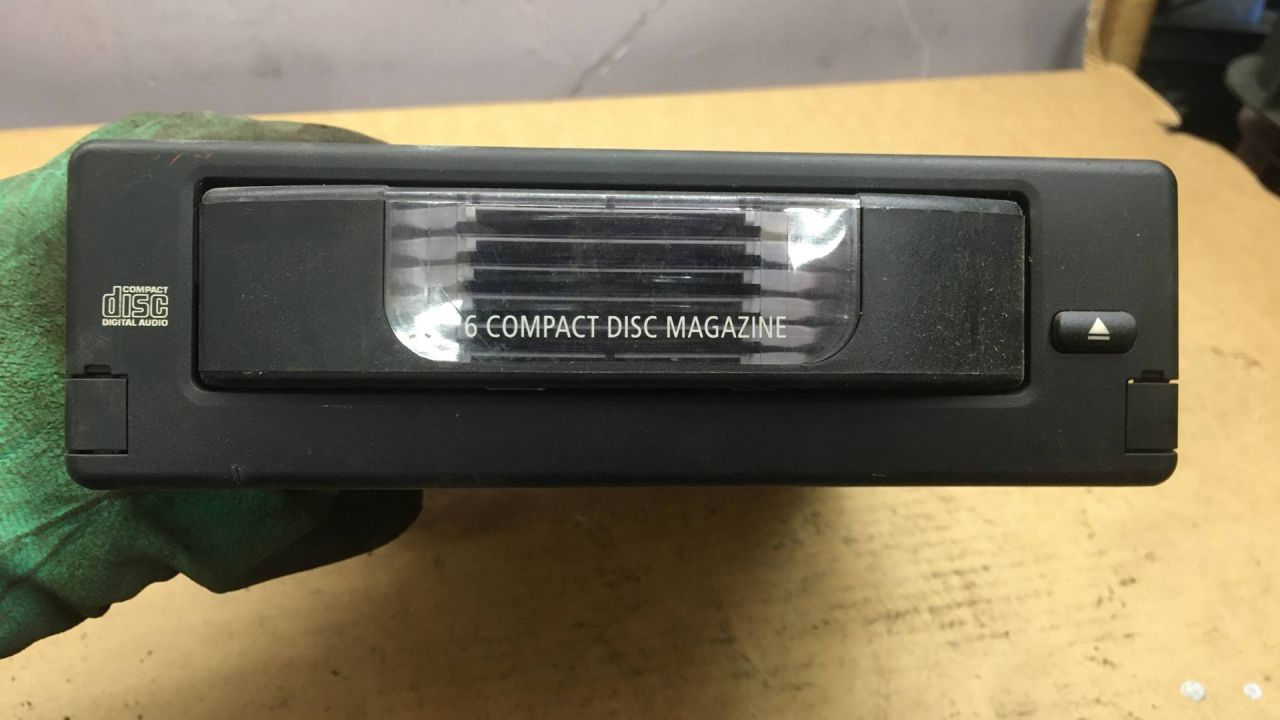 COMPACT
disc
DIGITAL AUDIO
6 COMPACT DISC MAGAZINE